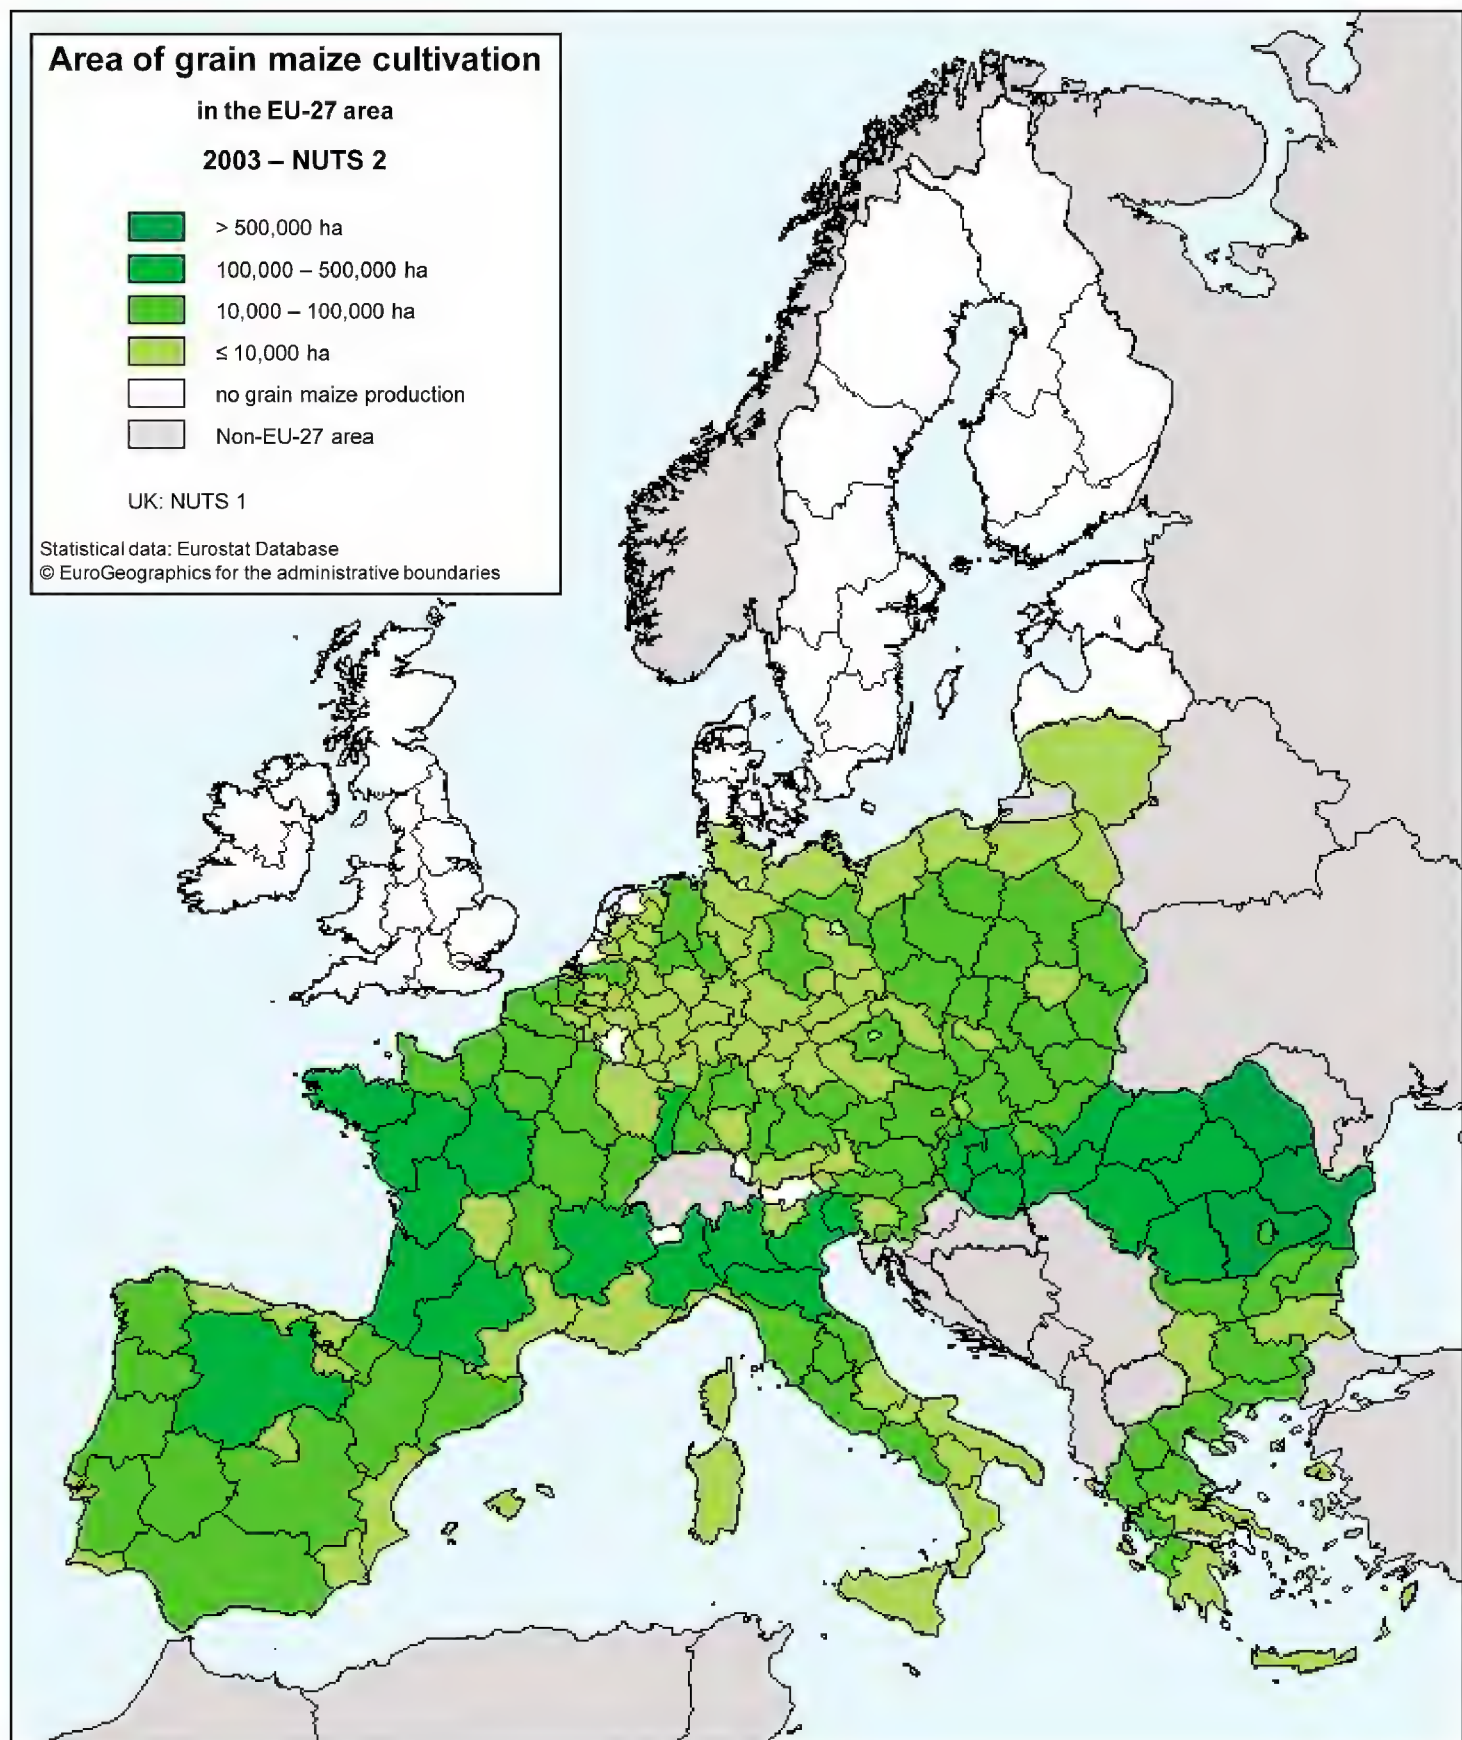 Area of grain maize cultivation
in the EU-27 area
2003 – NUTS 2
> 500,000 ha
100,000 – 500,000 ha
10,000 – 100,000 ha
≤ 10,000 ha
no grain maize production
Non-EU-27 area
UK: NUTS 1
Statistical data: Eurostat Database
© EuroGeographics for the administrative boundaries